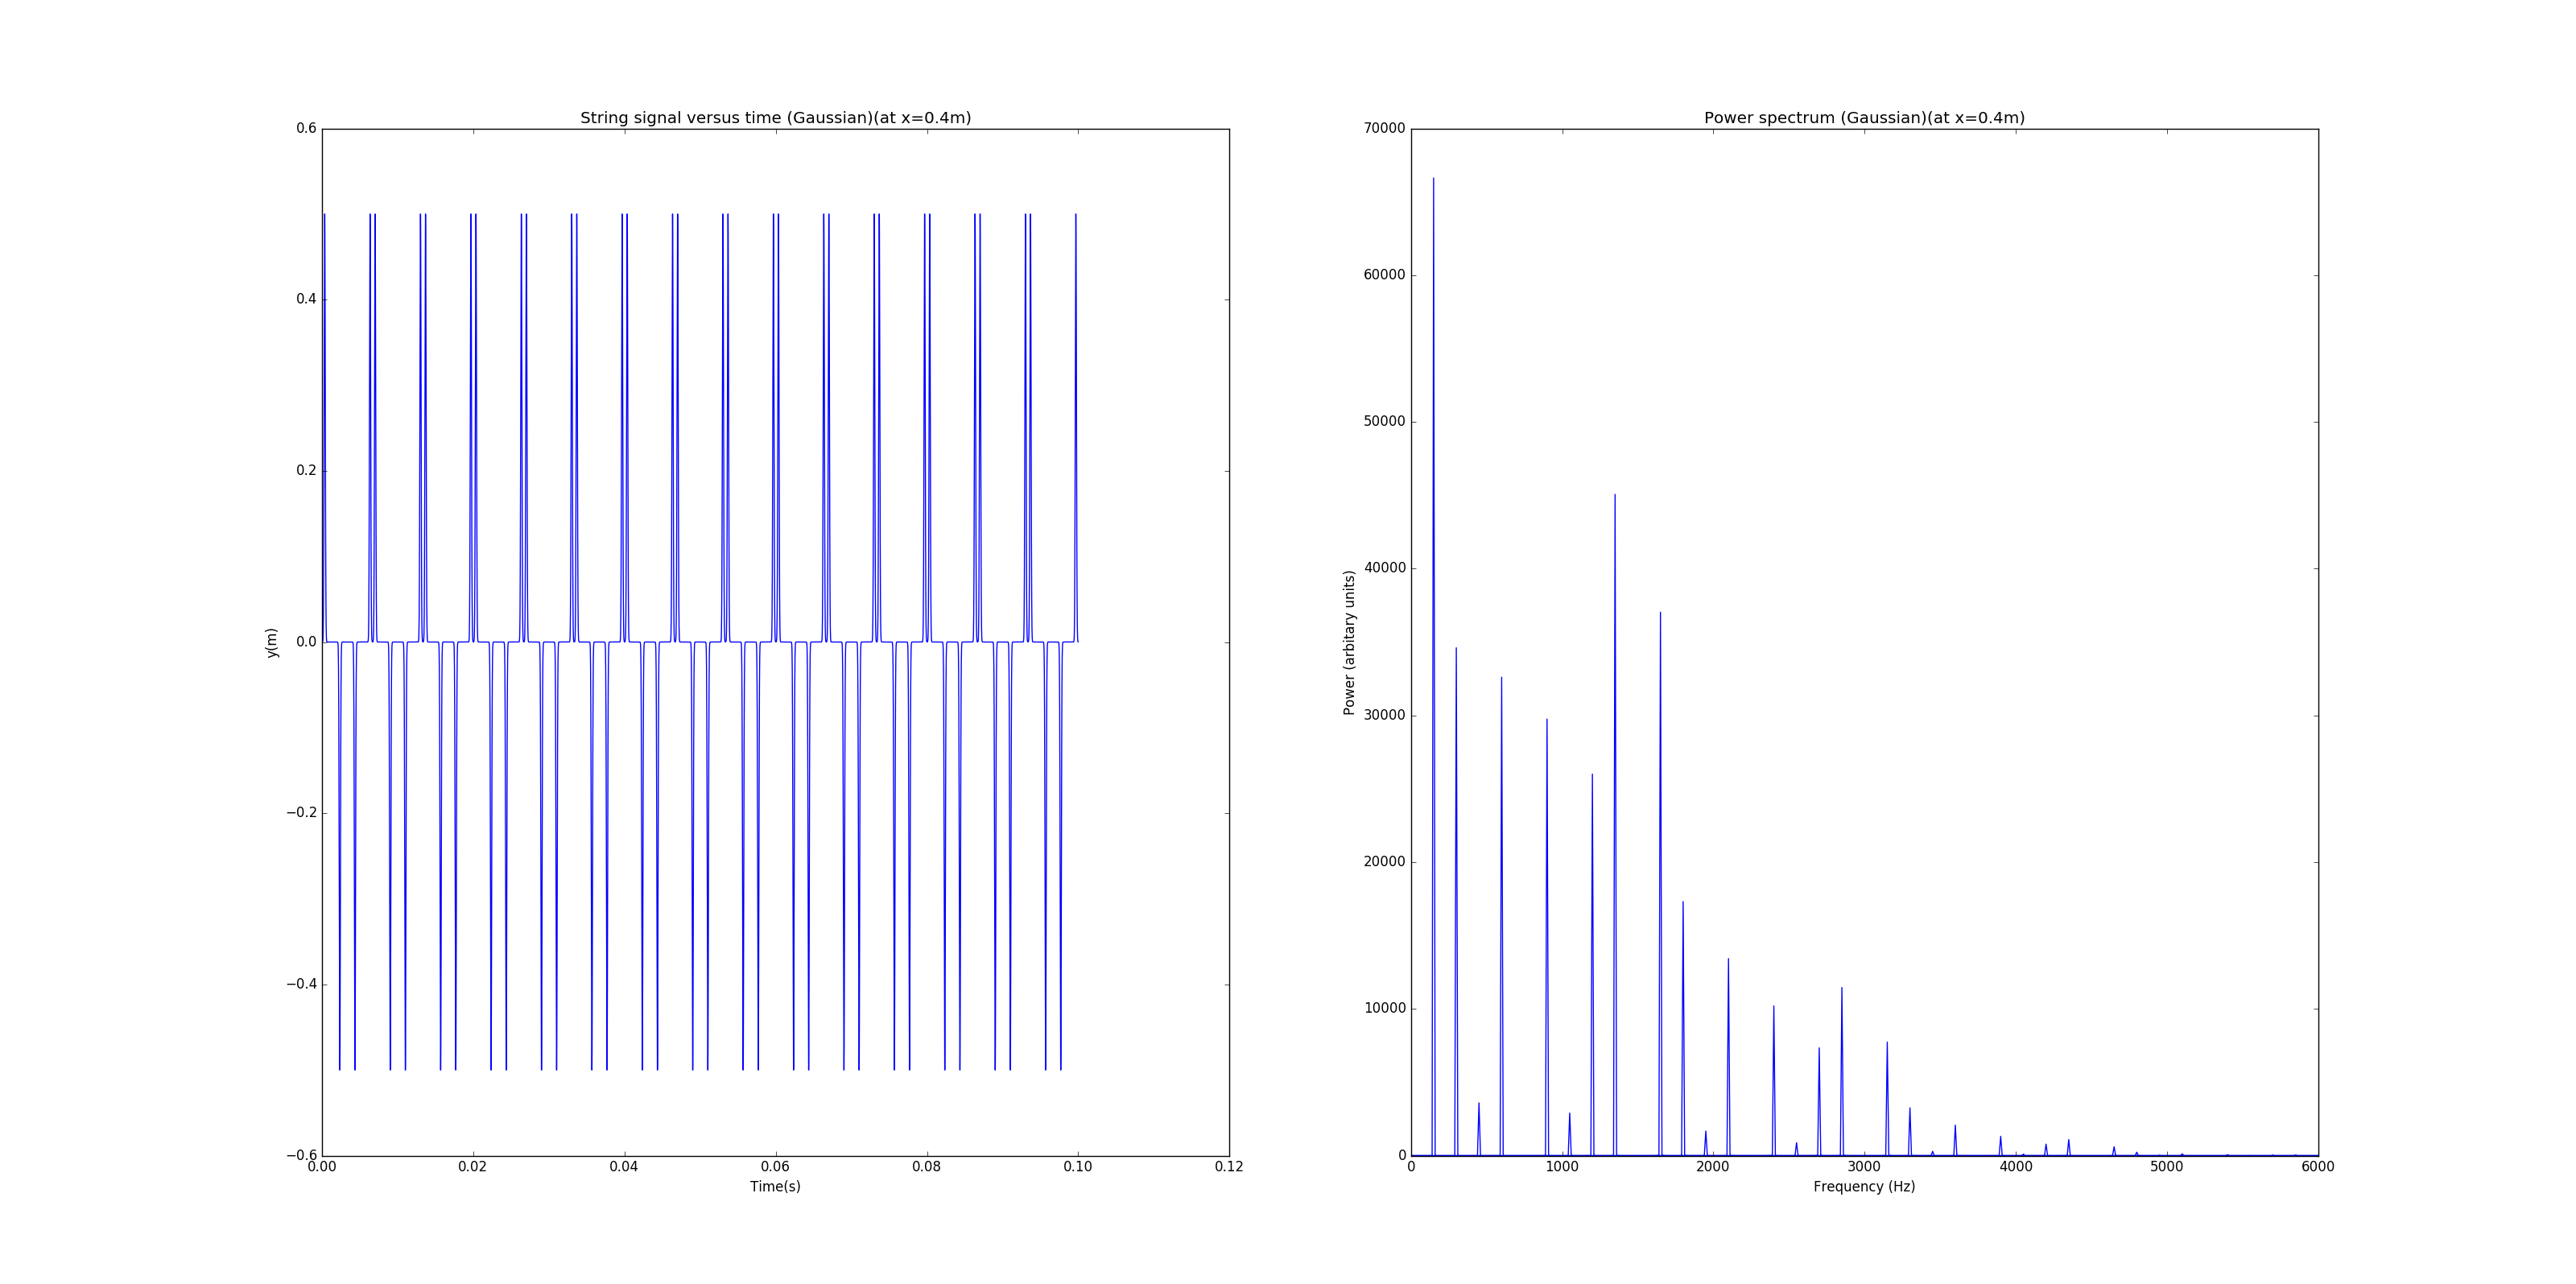 String signal versus time (Gaussian)(at x=0.4m)
0.6
0.4
0.2
0.0
−0.2
−0.4
−0.6
y(m)
0.00 0.02 0.04 0.06 0.08 0.10 0.12
Time(s)
Power spectrum (Gaussian)(at x=0.4m)
70000
60000
50000
40000
30000
20000
10000
0
Power (arbitary units)
0 1000 2000 3000 4000 5000 6000
Frequency (Hz)